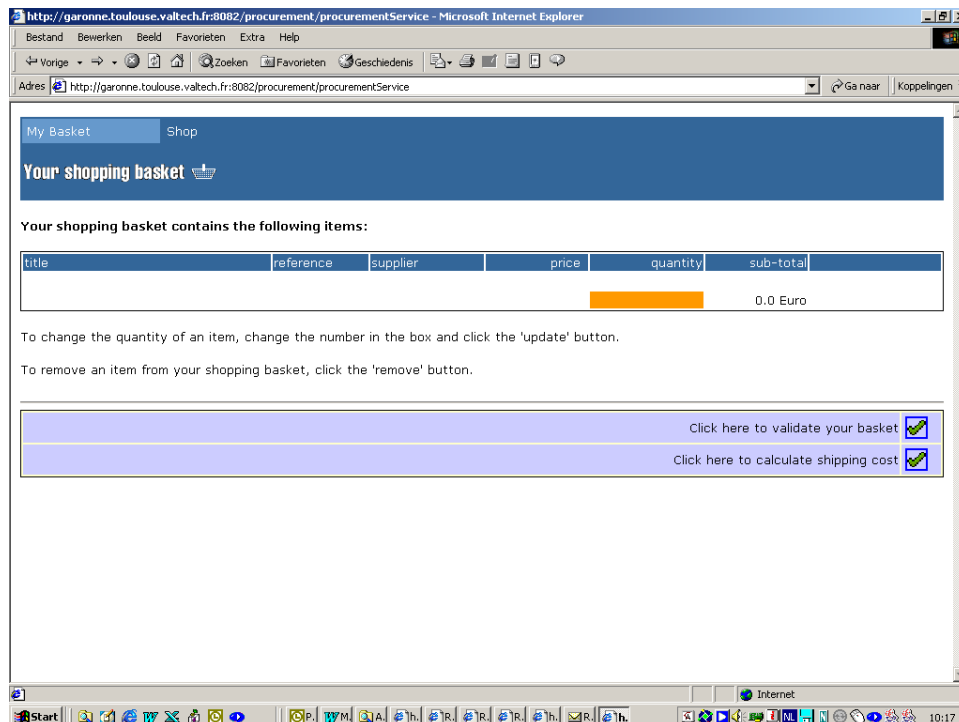 http://garonne.toulouse.valtech.fr:8082/procurement/procurementService - Microsoft Internet Explorer
Bestand Bewerken Beeld Favorieten Extra Help
Vorige Zoeken Favorieten Geschiedenis
Adres http://garonne.toulouse.valtech.fr:8082/procurement/procurementService Ga naar Koppelingen
My Basket Shop
Your shopping basket
Your shopping basket contains the following items:
title reference supplier price quantity sub-total
0.0 Euro
To change the quantity of an item, change the number in the box and click the 'update' button.
To remove an item from your shopping basket, click the 'remove' button.
Click here to validate your basket
Click here to calculate shipping cost
Internet
Start P. M. A. h. R. R. R. h. R. h. NL 10:17